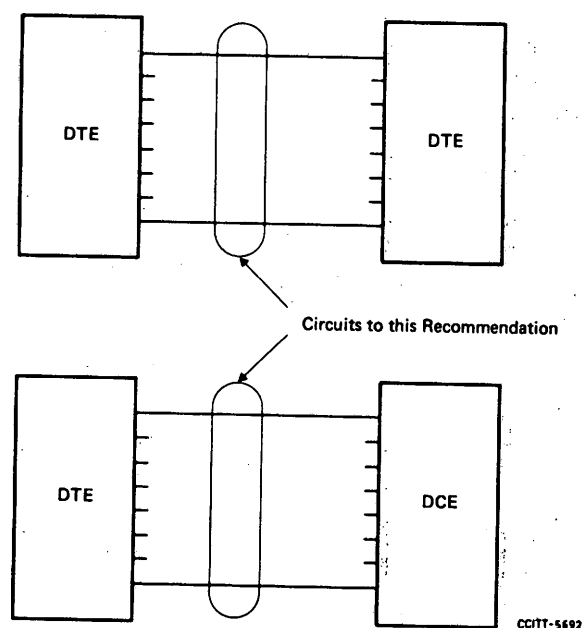 DTE
DTE
Circuits to this Recommendation
DTE
DCE
CCITT-5692